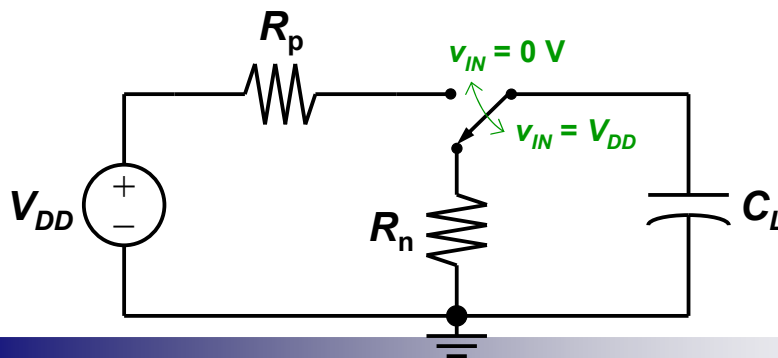 Rp
vIN = 0 V
vIN = VDD
+
−
VDD
Rn
CL